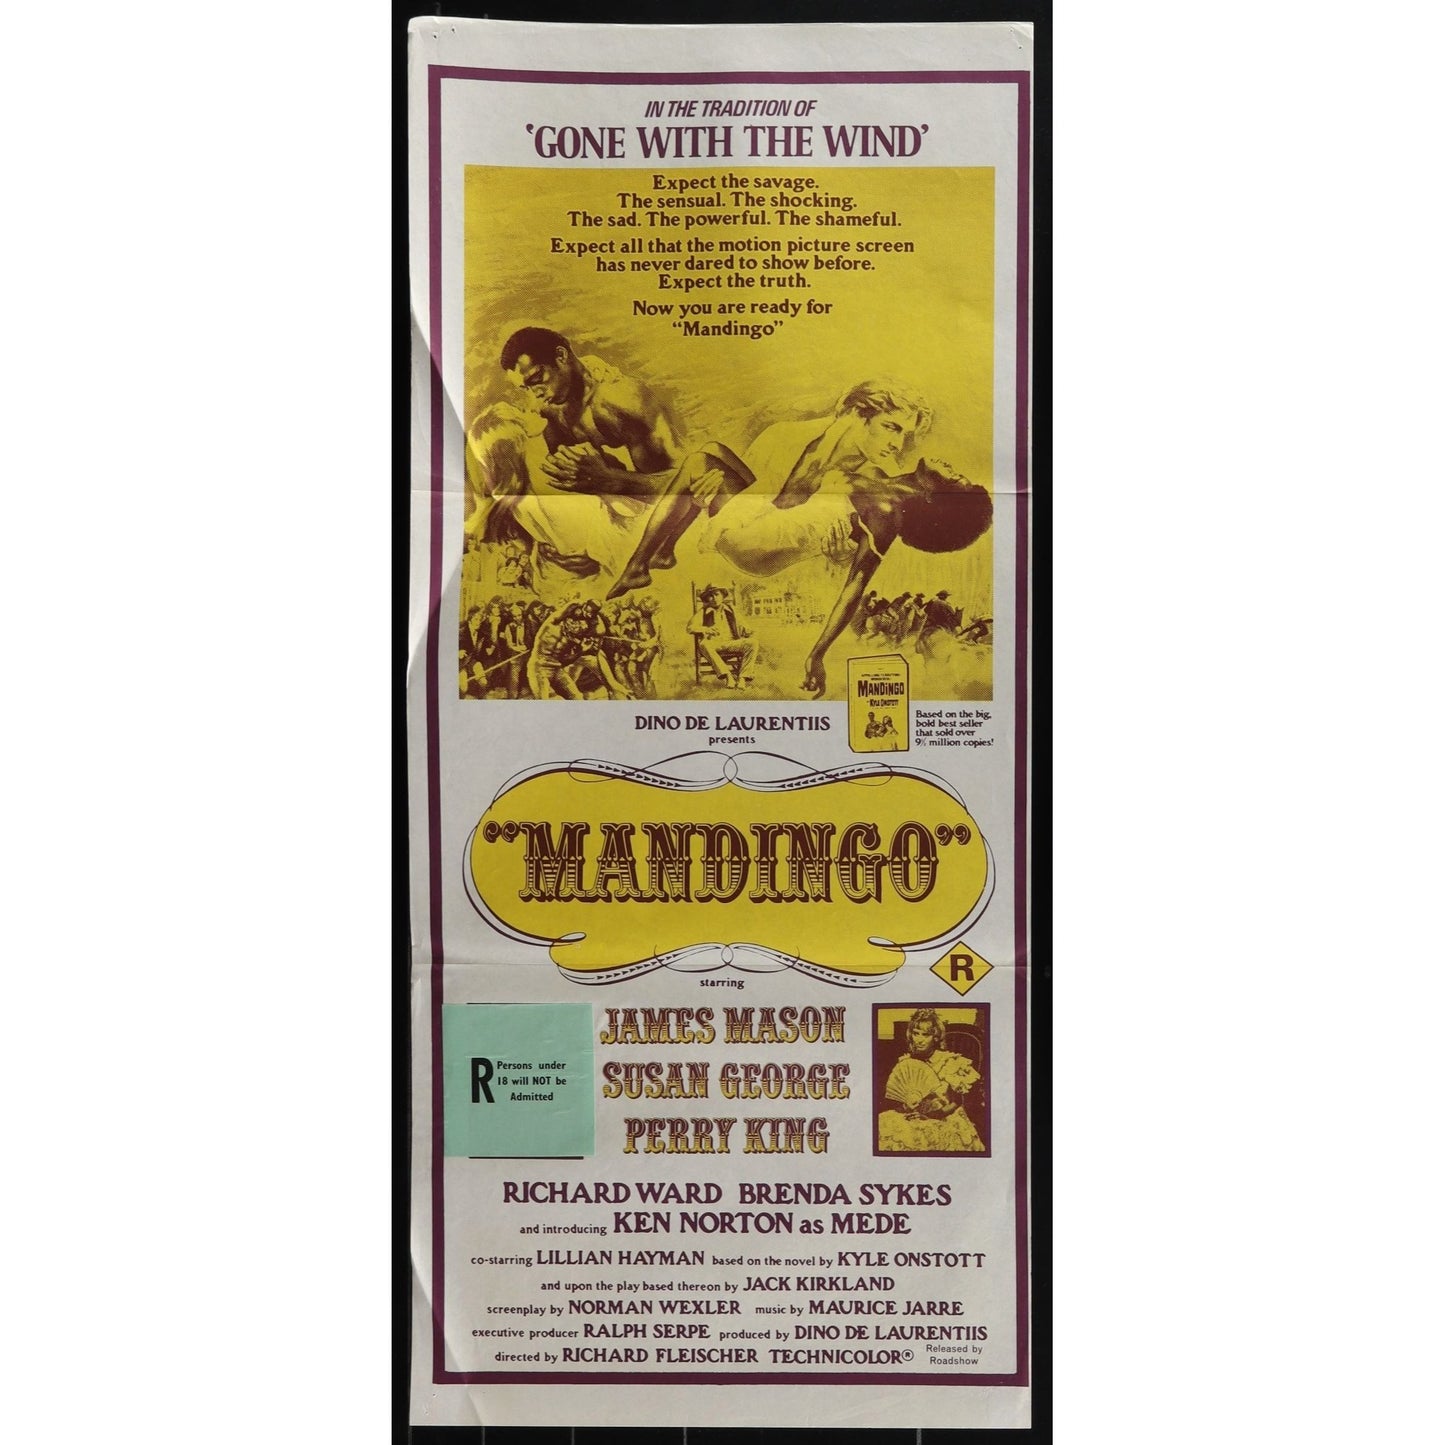 IN THE TRADITION OF
'GONE WITH THE WIND'
Expect the savage.
The sensual. The shocking.
The sad. The powerful. The shameful.
Expect all that the motion picture screen
has never dared to show before.
Expect the truth.
Now you are ready for
"Mandingo"
MANDINGO
KYLE ONSTOTT
Based on the big,
bold best seller
that sold over
9½ million copies!
DINO DE LAURENTIIS
presents
"MANDINGO"
R
starring
JAMES MASON
SUSAN GEORGE
PERRY KING
R Persons under
18 will NOT be
Admitted
RICHARD WARD BRENDA SYKES
and introducing KEN NORTON as MEDE
co-starring LILLIAN HAYMAN based on the novel by KYLE ONSTOTT
and upon the play based thereon by JACK KIRKLAND
screenplay by NORMAN WEXLER music by MAURICE JARRE
executive producer RALPH SERPE produced by DINO DE LAURENTIIS
directed by RICHARD FLEISCHER TECHNICOLOR®
Released by
Roadshow